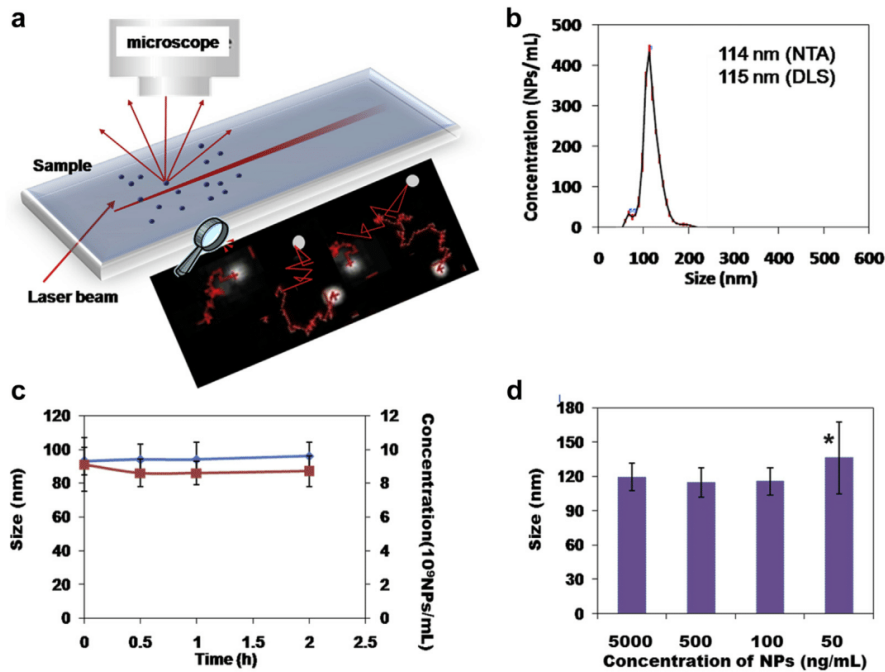 a
microscope
Sample
Laser beam
b
500
400
300
200
100
0
Concentration (NPs/mL)
114 nm (NTA)
115 nm (DLS)
0 100 200 300 400 500 600
Size (nm)
c
120
100
80
60
40
20
0
Size (nm)
12
10
8
6
4
2
0
Concentration(10⁹NPs/mL)
0 0.5 1 1.5 2 2.5
Time (h)
d
180
150
120
90
60
30
0
Size (nm)
*
5000 500 100 50
Concentration of NPs (ng/mL)